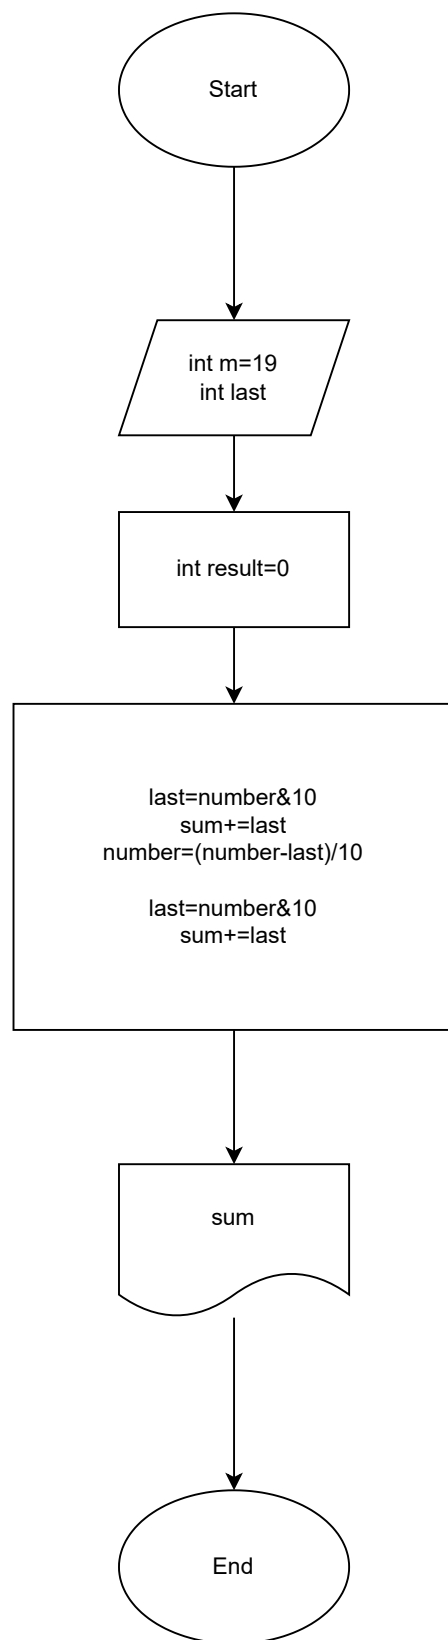 Start
int m=19
int last
int result=0
last=number&10
sum+=last
number=(number-last)/10
last=number&10
sum+=last
sum
End